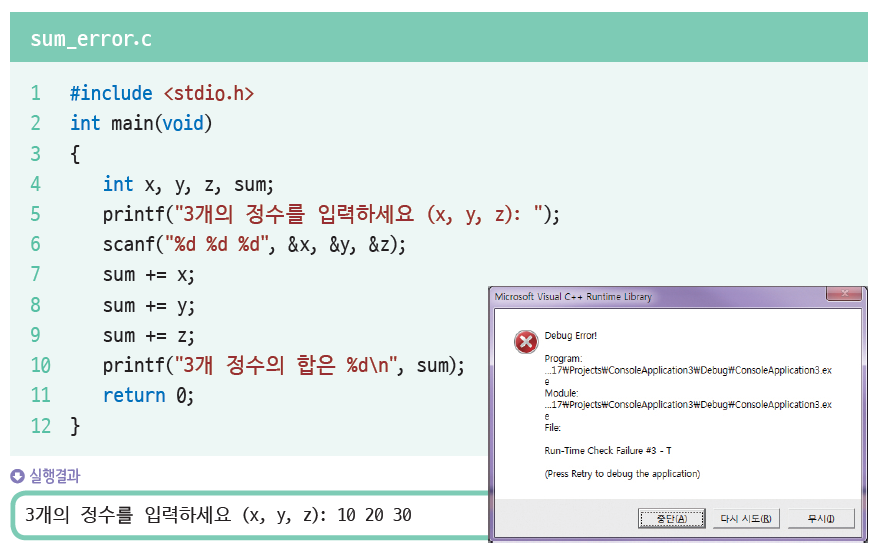 sum_error.c
1 #include <stdio.h>
2 int main(void)
3 {
4 int x, y, z, sum;
5 printf("3개의 정수를 입력하세요 (x, y, z): ");
6 scanf("%d %d %d", &x, &y, &z);
7 sum += x;
8 sum += y;
9 sum += z;
10 printf("3개 정수의 합은 %d\n", sum);
11 return 0;
12 }
Microsoft Visual C++ Runtime Library
Debug Error!
Program:
...17₩Projects₩ConsoleApplication3₩Debug₩ConsoleApplication3.ex
e
Module:
...17₩Projects₩ConsoleApplication3₩Debug₩ConsoleApplication3.ex
e
File:
Run-Time Check Failure #3 - T
(Press Retry to debug the application)
중단(A) 다시 시도(R) 무시(I)
실행결과
3개의 정수를 입력하세요 (x, y, z): 10 20 30